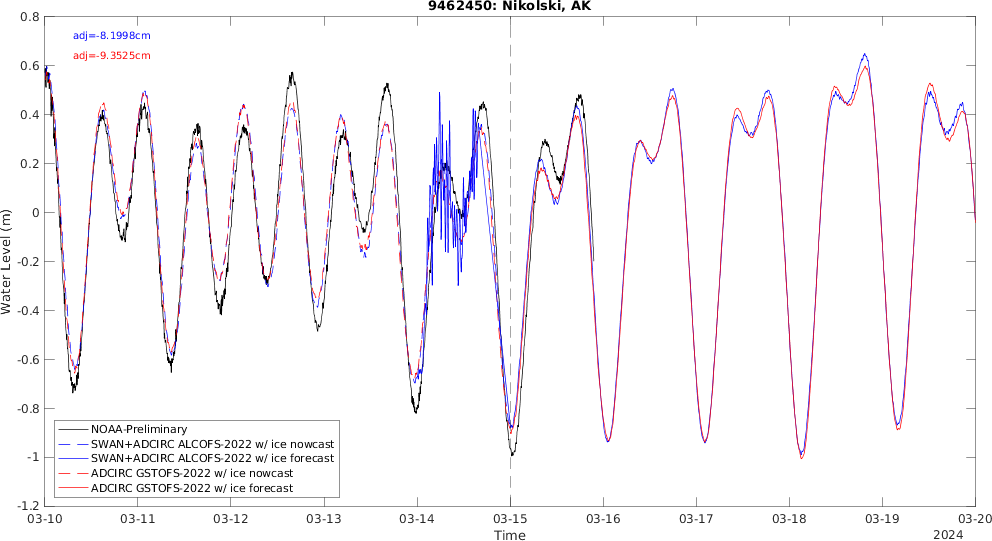 9462450: Nikolski, AK
adj=-8.1998cm
adj=-9.3525cm
0.8
0.6
0.4
0.2
0
-0.2
-0.4
-0.6
-0.8
-1
-1.2
Water Level (m)
NOAA-Preliminary
SWAN+ADCIRC ALCOFS-2022 w/ ice nowcast
SWAN+ADCIRC ALCOFS-2022 w/ ice forecast
ADCIRC GSTOFS-2022 w/ ice nowcast
ADCIRC GSTOFS-2022 w/ ice forecast
03-10 03-11 03-12 03-13 03-14 03-15 03-16 03-17 03-18 03-19 03-20
Time
2024